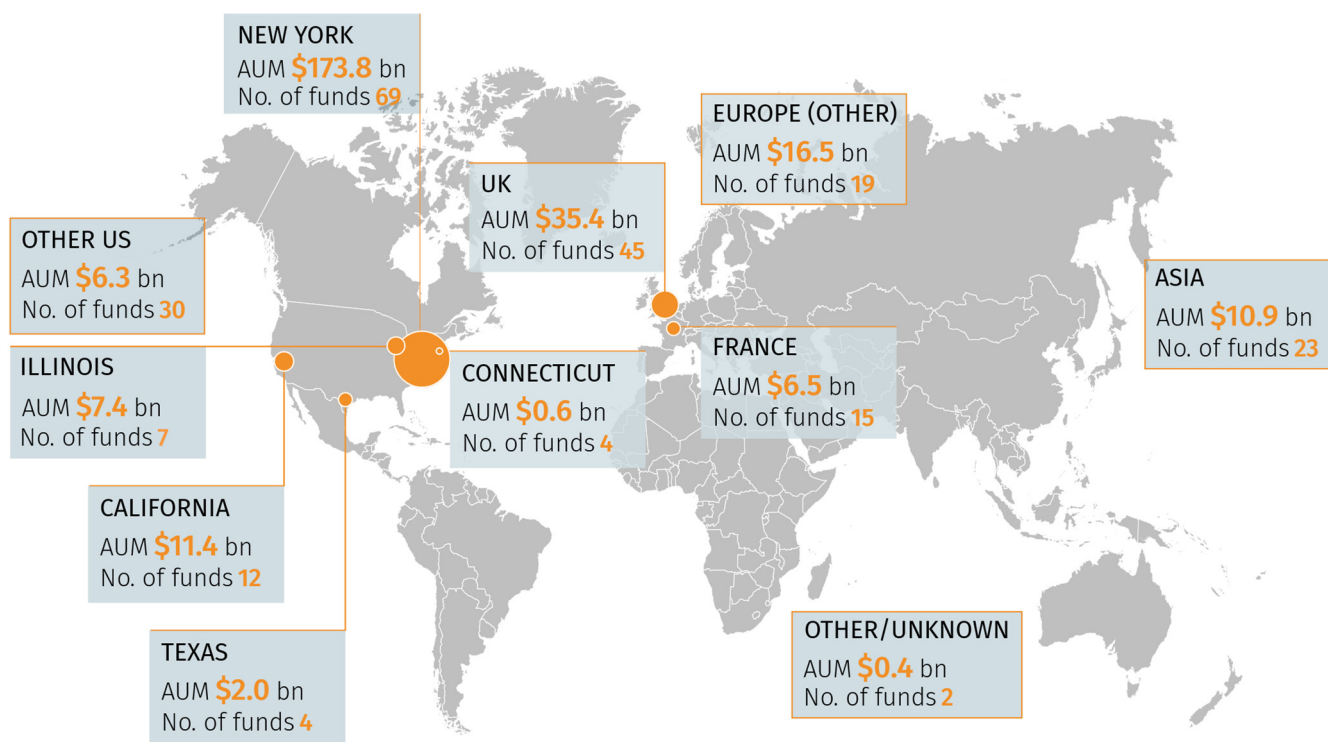 NEW YORK
AUM $173.8 bn
No. of funds 69
EUROPE (OTHER)
AUM $16.5 bn
No. of funds 19
UK
AUM $35.4 bn
No. of funds 45
OTHER US
AUM $6.3 bn
No. of funds 30
ASIA
AUM $10.9 bn
No. of funds 23
ILLINOIS
AUM $7.4 bn
No. of funds 7
CONNECTICUT
AUM $0.6 bn
No. of funds 4
FRANCE
AUM $6.5 bn
No. of funds 15
CALIFORNIA
AUM $11.4 bn
No. of funds 12
TEXAS
AUM $2.0 bn
No. of funds 4
OTHER/UNKNOWN
AUM $0.4 bn
No. of funds 2